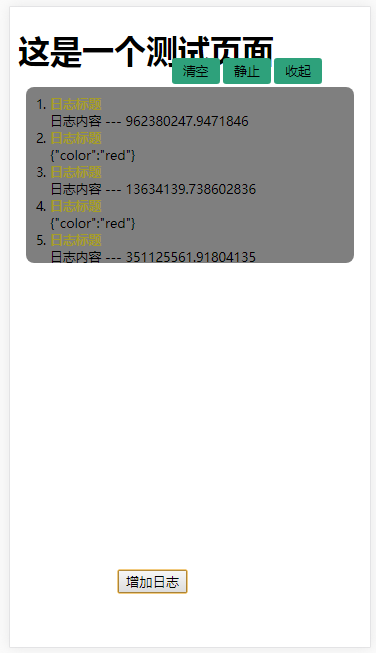 这是一个测试页面
清空 静止 收起
1. 日志标题
日志内容 --- 962380247.9471846
2. 日志标题
{"color":"red"}
3. 日志标题
日志内容 --- 13634139.738602836
4. 日志标题
{"color":"red"}
5. 日志标题
日志内容 --- 351125561.91804135
增加日志